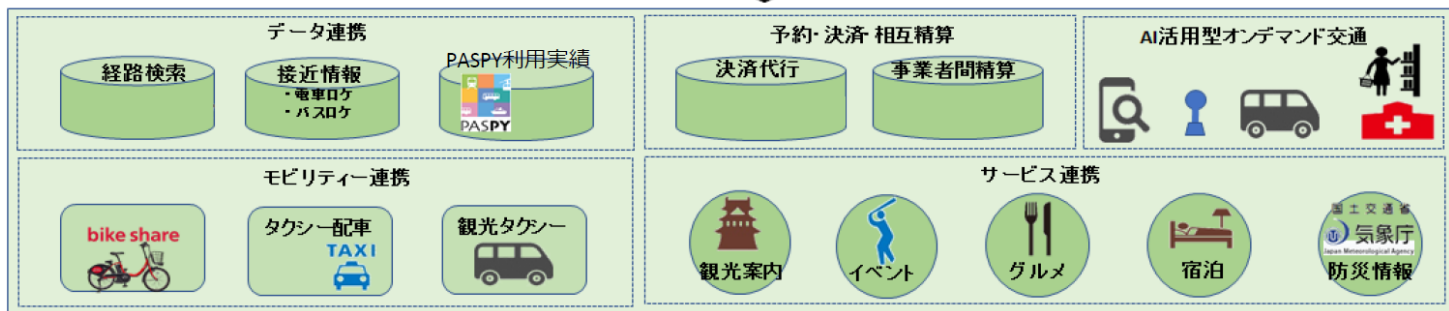 データ連携
経路検索
接近情報
・電車ロケ
・バスロケ
PASPY利用実績
PASPY
予約・決済・相互精算
決済代行
事業者間精算
AI活用型オンデマンド交通
モビリティー連携
bike share
タクシー配車
TAXI
観光タクシー
サービス連携
観光案内
イベント
グルメ
宿泊
国土交通省
気象庁
Japan Meteorological Agency
防災情報